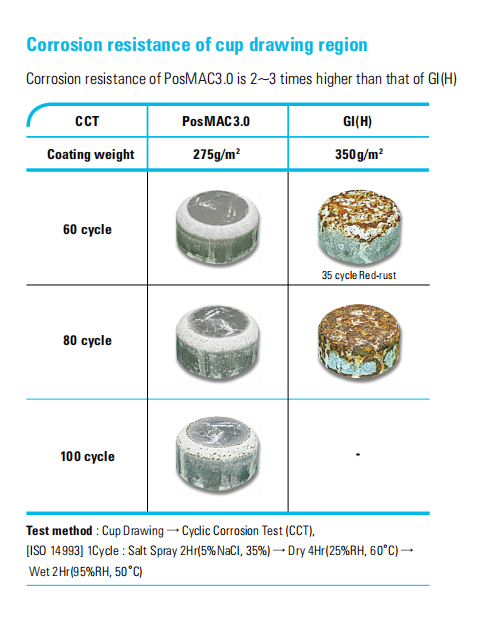 Corrosion resistance of cup drawing region
Corrosion resistance of PosMAC3.0 is 2~3 times higher than that of GI(H)
CCT PosMAC3.0 GI(H)
Coating weight 275g/m² 350g/m²
60 cycle
35 cycle Red-rust
80 cycle
100 cycle -
Test method : Cup Drawing → Cyclic Corrosion Test (CCT),
[ISO 14993] 1Cycle : Salt Spray 2Hr(5%NaCl, 35%) → Dry 4Hr(25%RH, 60˚C) →
Wet 2Hr(95%RH, 50˚C)